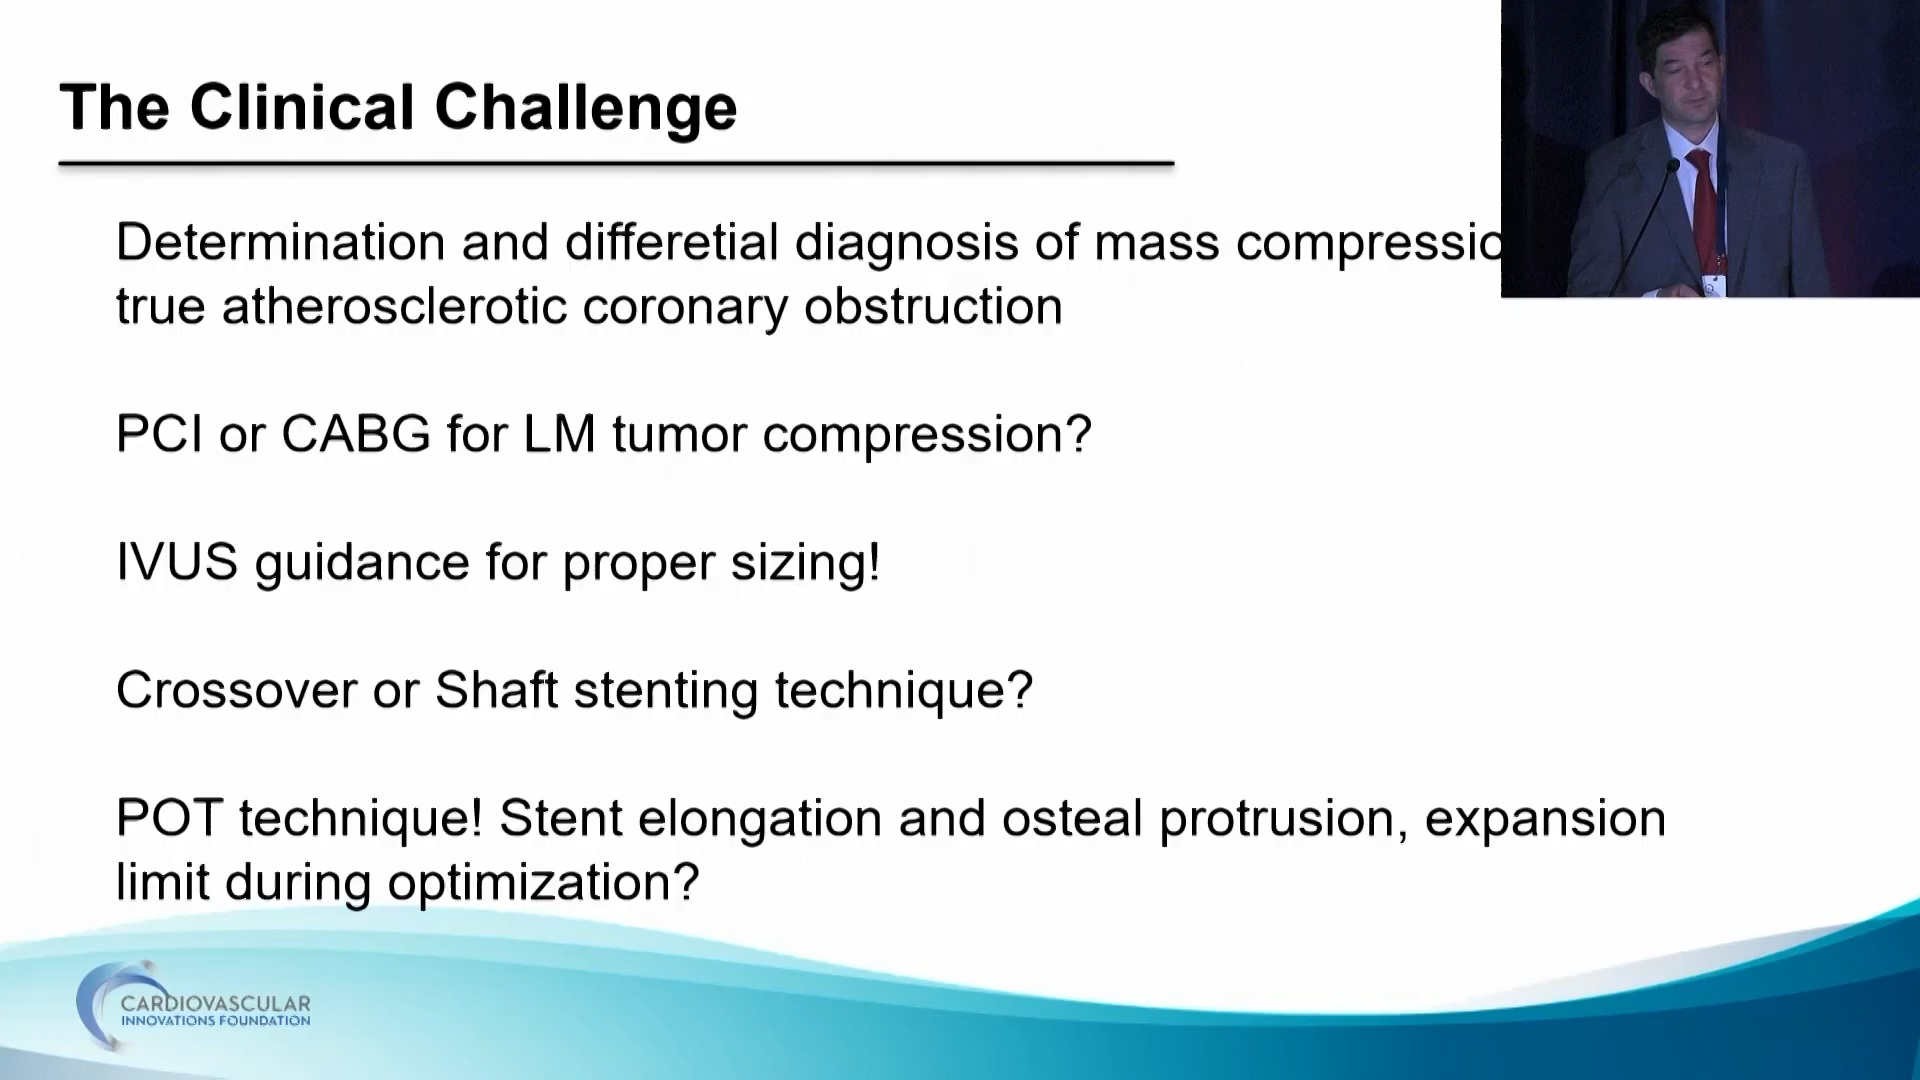 The Clinical Challenge
Determination and differetial diagnosis of mass
true atherosclerotic coronary obstruction
PCI or CABG for LM tumor compression?
IVUS guidance for proper sizing!
Crossover or Shaft stenting technique?
POT technique! Stent elongation and osteal protrusion, expansion
limit during optimization?
CARDIOVASCULAR
INNOVATIONS FOUNDATION